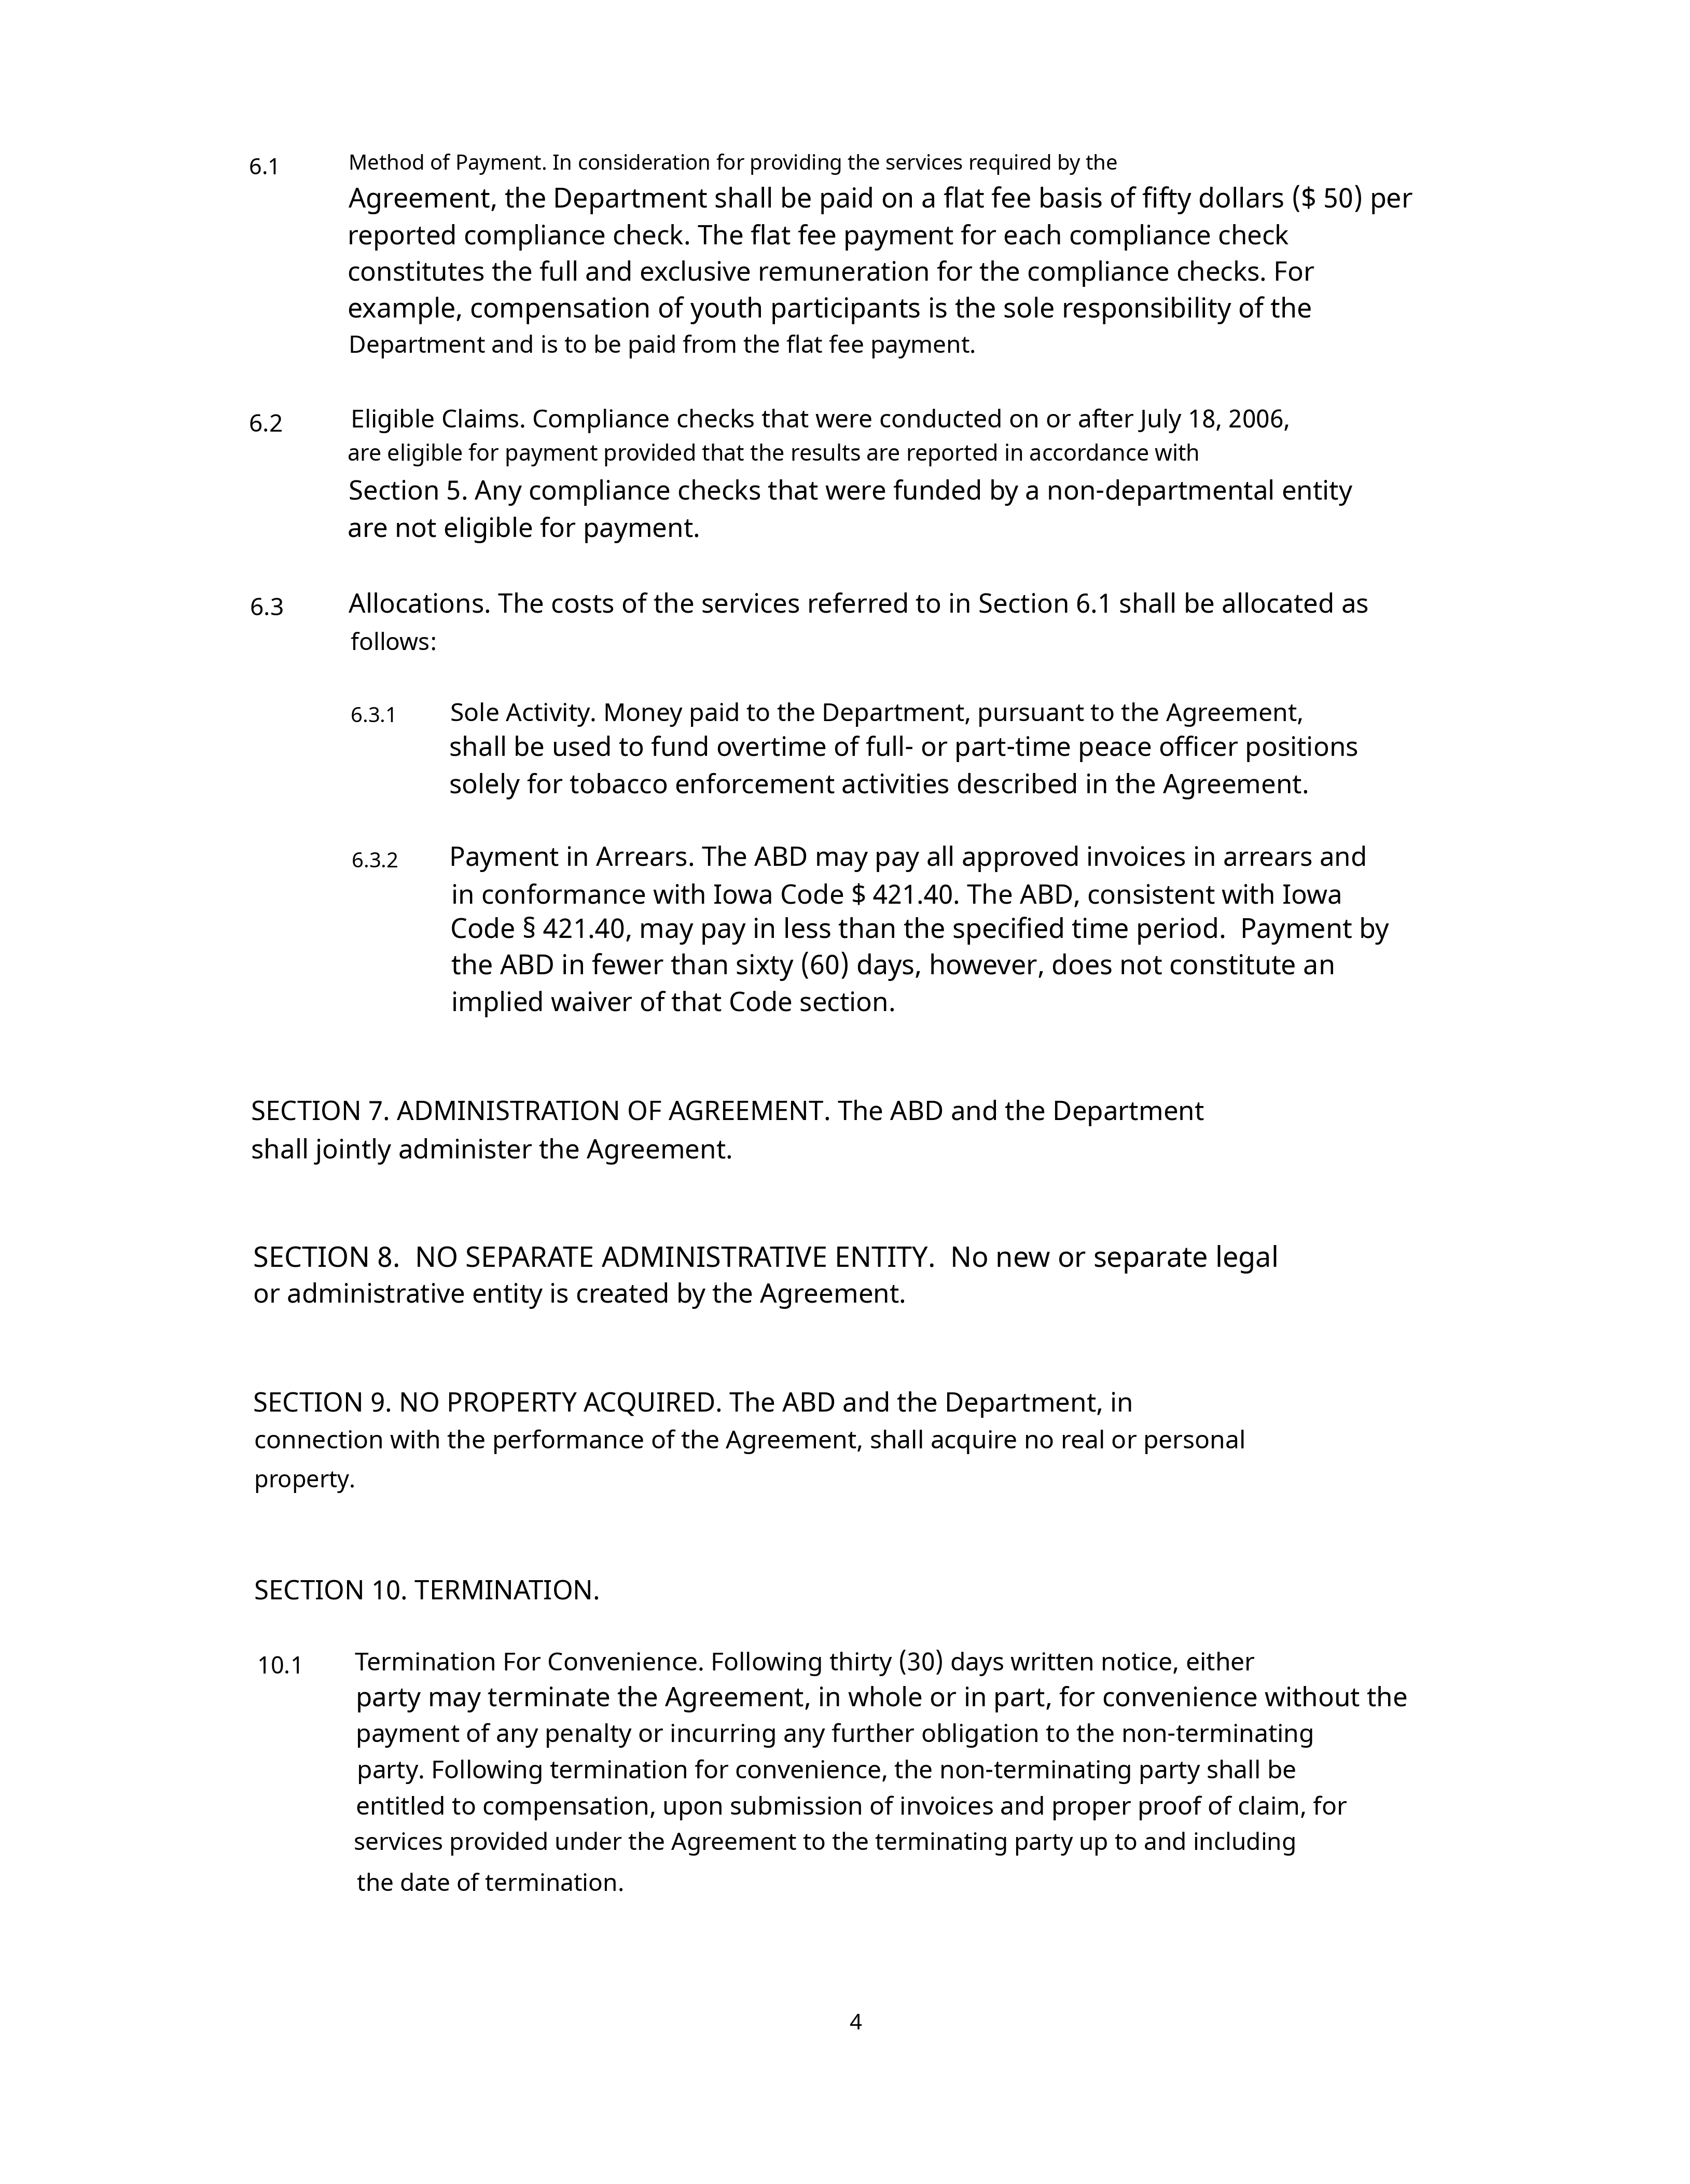 6.1 Method of Payment. In consideration for providing the services required by the
Agreement, the Department shall be paid on a flat fee basis of fifty dollars ($ 50) per
reported compliance check. The flat fee payment for each compliance check
constitutes the full and exclusive remuneration for the compliance checks. For
example, compensation of youth participants is the sole responsibility of the
Department and is to be paid from the flat fee payment.
6.2 Eligible Claims. Compliance checks that were conducted on or after July 18, 2006,
are eligible for payment provided that the results are reported in accordance with
Section 5. Any compliance checks that were funded by a non-departmental entity
are not eligible for payment.
6.3 Allocations. The costs of the services referred to in Section 6.1 shall be allocated as
follows:
6.3.1 Sole Activity. Money paid to the Department, pursuant to the Agreement,
shall be used to fund overtime of full- or part-time peace officer positions
solely for tobacco enforcement activities described in the Agreement.
6.3.2 Payment in Arrears. The ABD may pay all approved invoices in arrears and
in conformance with Iowa Code $ 421.40. The ABD, consistent with Iowa
Code § 421.40, may pay in less than the specified time period. Payment by
the ABD in fewer than sixty (60) days, however, does not constitute an
implied waiver of that Code section.
SECTION 7. ADMINISTRATION OF AGREEMENT. The ABD and the Department
shall jointly administer the Agreement.
SECTION 8. NO SEPARATE ADMINISTRATIVE ENTITY. No new or separate legal
or administrative entity is created by the Agreement.
SECTION 9. NO PROPERTY ACQUIRED. The ABD and the Department, in
connection with the performance of the Agreement, shall acquire no real or personal
property.
SECTION 10. TERMINATION.
10.1 Termination For Convenience. Following thirty (30) days written notice, either
party may terminate the Agreement, in whole or in part, for convenience without the
payment of any penalty or incurring any further obligation to the non-terminating
party. Following termination for convenience, the non-terminating party shall be
entitled to compensation, upon submission of invoices and proper proof of claim, for
services provided under the Agreement to the terminating party up to and including
the date of termination.
4